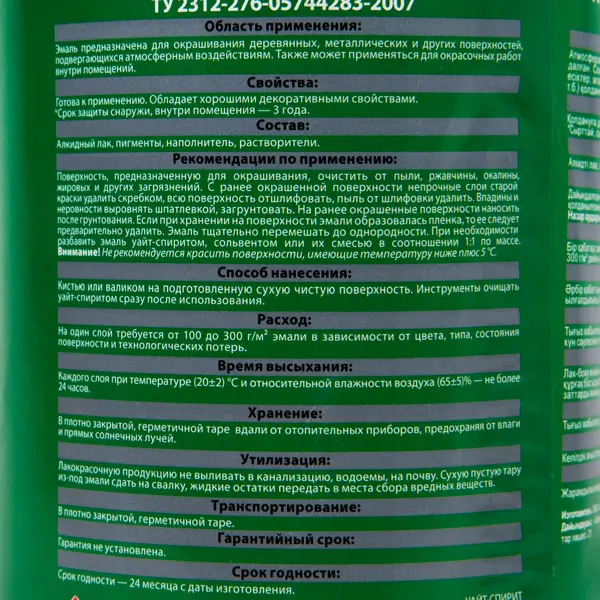 ТУ 2312-276-05744283-2007
Область применения:
Эмаль предназначена для окрашивания деревянных, металлических и других поверхностей,
подвергающихся атмосферным воздействиям. Также может применяться для окрасочных работ
внутри помещений.
Свойства:
Готова к применению. Обладает хорошими декоративными свойствами.
*Срок защиты снаружи, внутри помещения — 3 года.
Состав:
Алкидный лак, пигменты, наполнитель, растворители.
Рекомендации по применению:
Поверхность, предназначенную для окрашивания, очистить от пыли, ржавчины, окалины,
жировых и других загрязнений. С ранее окрашенной поверхности непрочные слои старой
краски удалить скребком, всю поверхность отшлифовать, пыль от шлифовки удалить. Впадины и
неровности выровнять шпатлевкой, загрунтовать. На ранее окрашенные поверхности наносить
после грунтования. Если при хранении на поверхности эмали образовалась пленка, то ее следует
предварительно удалить. Эмаль тщательно перемешать до однородности. При необходимости
разбавить эмаль уайт-спиритом, сольвентом или их смесью в соотношении 1:1 по массе.
Внимание! Не рекомендуется красить поверхности, имеющие температуру ниже плюс 5 °С.
Способ нанесения:
Кистью или валиком на подготовленную сухую чистую поверхность. Инструменты очищать
уайт-спиритом сразу после использования.
Расход:
На один слой требуется от 100 до 300 г/м² эмали в зависимости от цвета, типа, состояния
поверхности и технологических потерь.
Время высыхания:
Каждого слоя при температуре (20±2) °С и относительной влажности воздуха (65±5)% — не более
24 часов.
Хранение:
В плотно закрытой, герметичной таре вдали от отопительных приборов, предохраняя от влаги
и прямых солнечных лучей.
Утилизация:
Лакокрасочную продукцию не выливать в канализацию, водоемы, на почву. Сухую пустую тару
из-под эмали сдать на свалку, жидкие остатки передать в места сбора вредных веществ.
Транспортирование:
В плотно закрытой, герметичной таре.
Гарантийный срок:
Гарантия не установлена.
Срок годности:
Срок годности — 24 месяца с даты изготовления.
УАЙТ-СПИРИТ